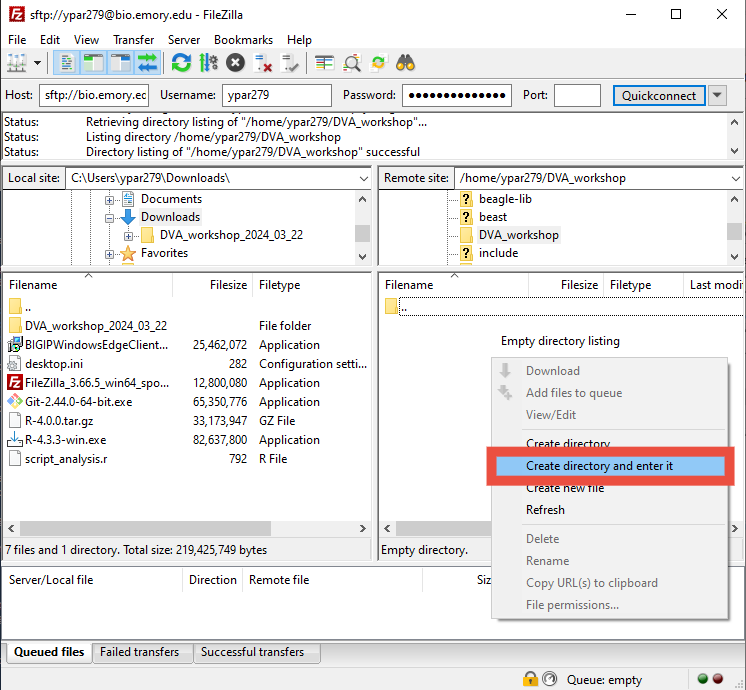 sftp://ypar279@bio.emory.edu - FileZilla
File Edit View Transfer Server Bookmarks Help
Host: sftp://bio.emory.ec Username: ypar279 Password: ●●●●●●●●●●●●●● Port: Quickconnect
Status: Retrieving directory listing of "/home/ypar279/DVA_workshop"...
Status: Listing directory /home/ypar279/DVA_workshop
Status: Directory listing of "/home/ypar279/DVA_workshop" successful
Local site: C:\Users\ypar279\Downloads\
Documents
Downloads
DVA_workshop_2024_03_22
Favorites
Remote site: /home/ypar279/DVA_workshop
beagle-lib
beast
DVA_workshop
include
Filename Filesize Filetype
..
DVA_workshop_2024_03_22 File folder
BIGIPWindowsEdgeClient... 25,462,072 Application
desktop.ini 282 Configuration setti...
FileZilla_3.66.5_win64_spo... 12,800,080 Application
Git-2.44.0-64-bit.exe 65,350,776 Application
R-4.0.0.tar.gz 33,173,947 GZ File
R-4.3.3-win.exe 82,637,800 Application
script_analysis.r 792 R File
7 files and 1 directory. Total size: 219,425,749 bytes
Filename Filesize Filetype Last modi
..
Empty directory listing
Download
Add files to queue
View/Edit
Create directory
Create directory and enter it
Create new file
Refresh
Delete
Rename
Copy URL(s) to clipboard
File permissions...
Empty directory.
Server/Local file Direction Remote file Siz
Queued files Failed transfers Successful transfers
Queue: empty